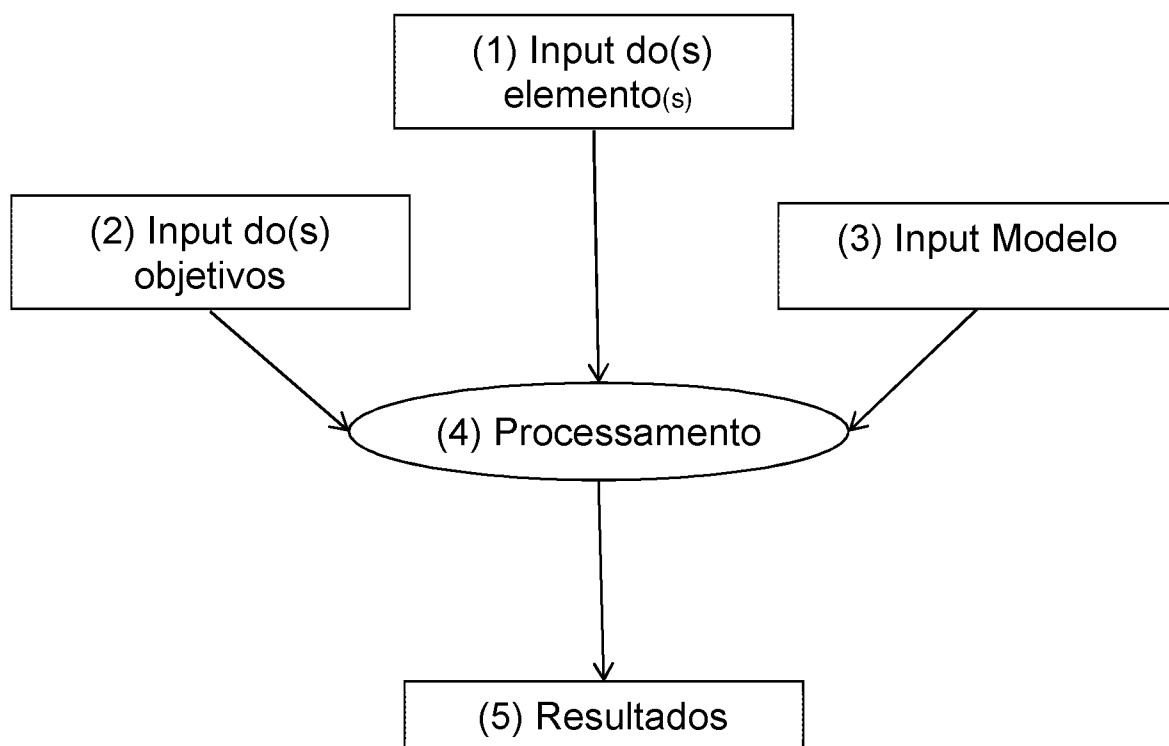 (1) Input do(s)
elemento(s)
(2) Input do(s)
objetivos
(3) Input Modelo
(4) Processamento
(5) Resultados